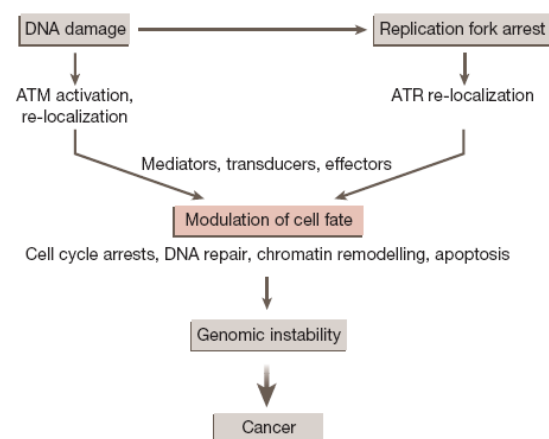 DNA damage
Replication fork arrest
ATM activation,
re-localization
ATR re-localization
Mediators, transducers, effectors
Modulation of cell fate
Cell cycle arrests, DNA repair, chromatin remodelling, apoptosis
Genomic instability
Cancer